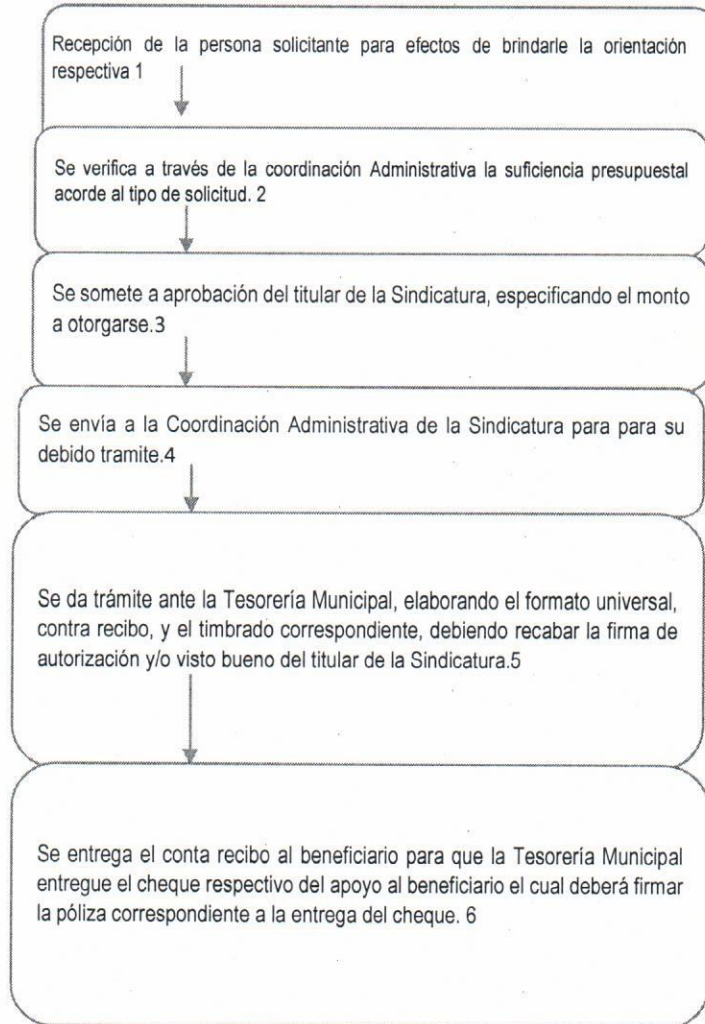 Recepción de la persona solicitante para efectos de brindarle la orientación
respectiva 1
Se verifica a través de la coordinación Administrativa la suficiencia presupuestal
acorde al tipo de solicitud. 2
Se somete a aprobación del titular de la Sindicatura, especificando el monto
a otorgarse.3
Se envía a la Coordinación Administrativa de la Sindicatura para para su
debido tramite.4
Se da trámite ante la Tesorería Municipal, elaborando el formato universal,
contra recibo, y el timbrado correspondiente, debiendo recabar la firma de
autorización y/o visto bueno del titular de la Sindicatura.5
Se entrega el conta recibo al beneficiario para que la Tesorería Municipal
entregue el cheque respectivo del apoyo al beneficiario el cual deberá firmar
la póliza correspondiente a la entrega del cheque. 6